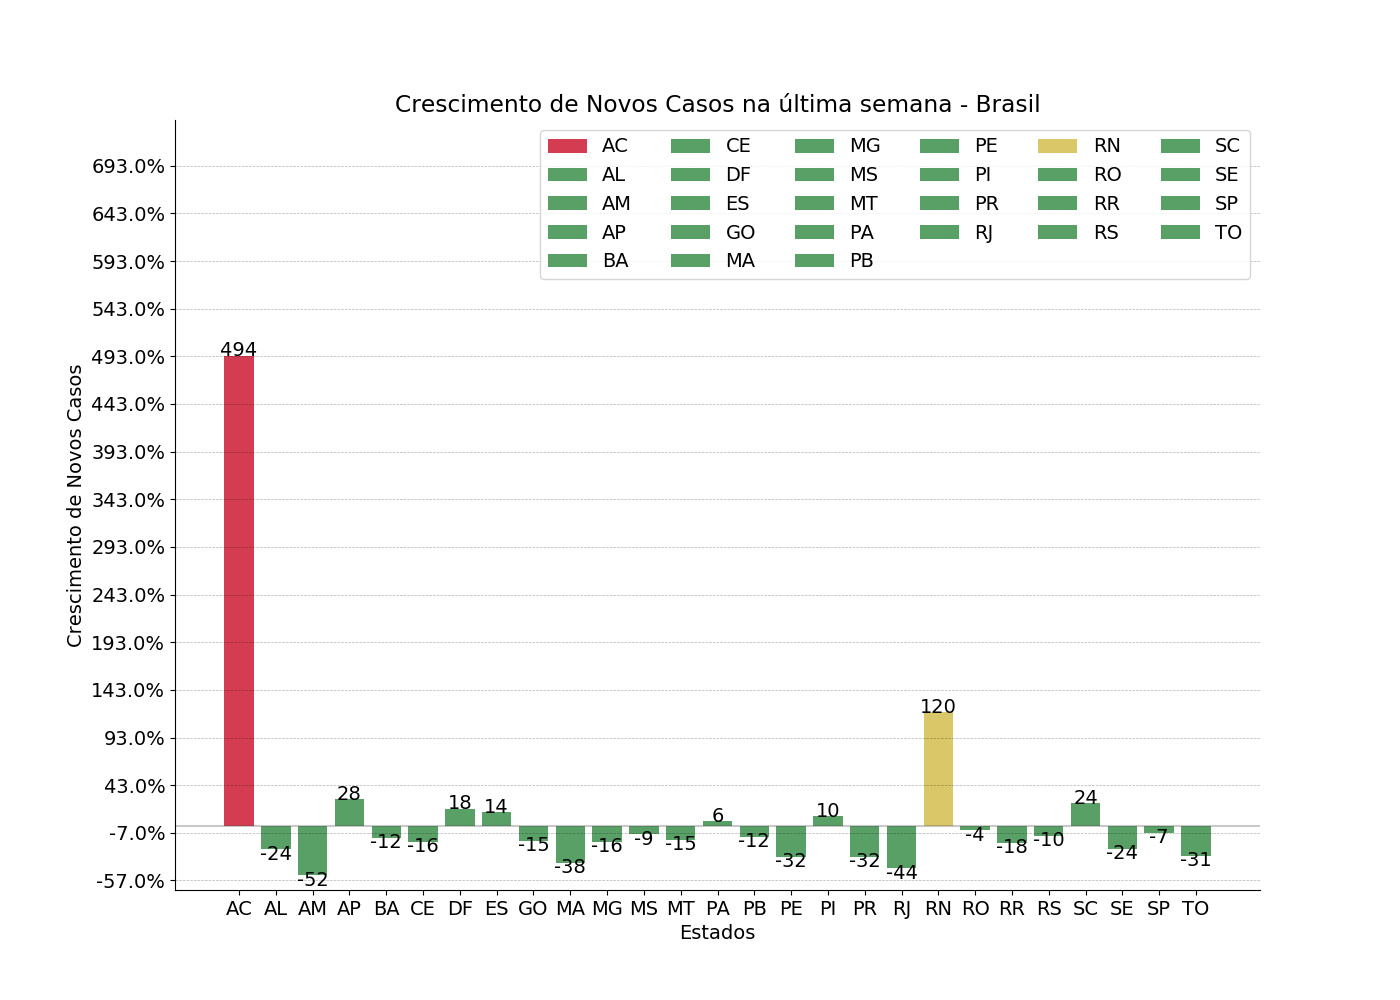 Crescimento de Novos Casos na última semana - Brasil
AC CE MG PE RN SC
AL DF MS PI RO SE
AM ES MT PR RR SP
AP GO PA RJ RS TO
BA MA PB
693.0%
643.0%
593.0%
543.0%
493.0%
443.0%
393.0%
343.0%
293.0%
243.0%
193.0%
143.0%
93.0%
43.0%
-7.0%
-57.0%
Crescimento de Novos Casos
494 -24 -52 28 -12 -16 18 14 -15 -38 -16 -9 -15 6 -12 -32 10 -32 -44 120 -4 -18 -10 24 -24 -7 -31
AC AL AM AP BA CE DF ES GO MA MG MS MT PA PB PE PI PR RJ RN RO RR RS SC SE SP TO
Estados